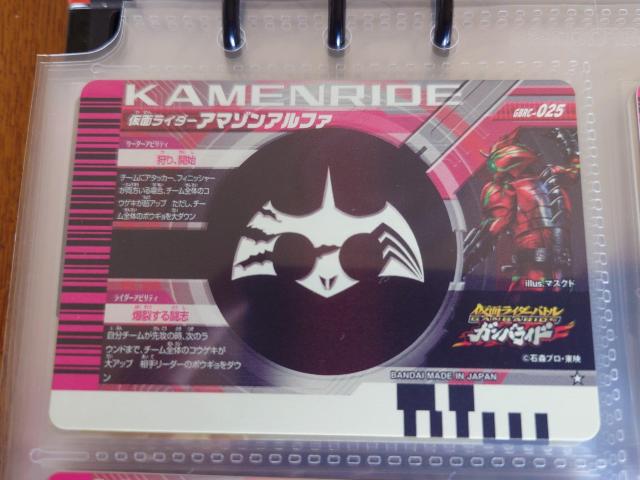 KAMENRIDE
仮面ライダーアマゾンアルファ
GBRC-025
リーダーアビリティ
狩り、開始
チームにアタッカー、フィニッシャー
が両方いる場合、チーム全体のコ
ウゲキが超アップ ただし、チー
ム全体のボウギョを大ダウン
ライダーアビリティ
爆裂する闘志
自分チームが先攻の時、次のラ
ウンドまで、チーム全体のコウゲキが
大アップ 相手リーダーのボウギョをダウ
ン
illus:マスクド
仮面ライダーバトル
GANBARIDE
ガンバライド
©石森プロ・東映
BANDAI MADE IN JAPAN